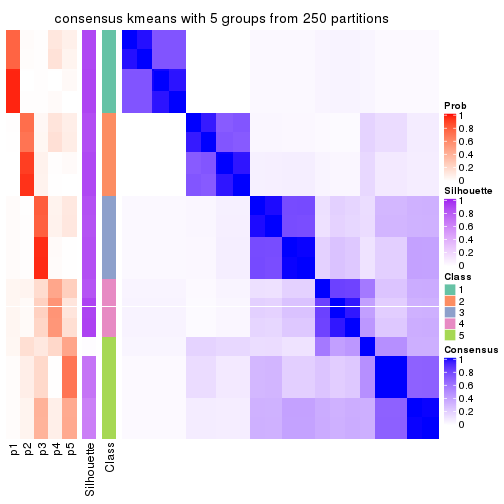 consensus kmeans with 5 groups from 250 partitions
Prob
1
0.8
0.6
0.4
0.2
0
Silhouette
1
0.8
0.6
0.4
0.2
0
Class
1
2
3
4
5
Consensus
1
0.8
0.6
0.4
0.2
0
p1
p2
p3
p4
p5
Silhouette
Class